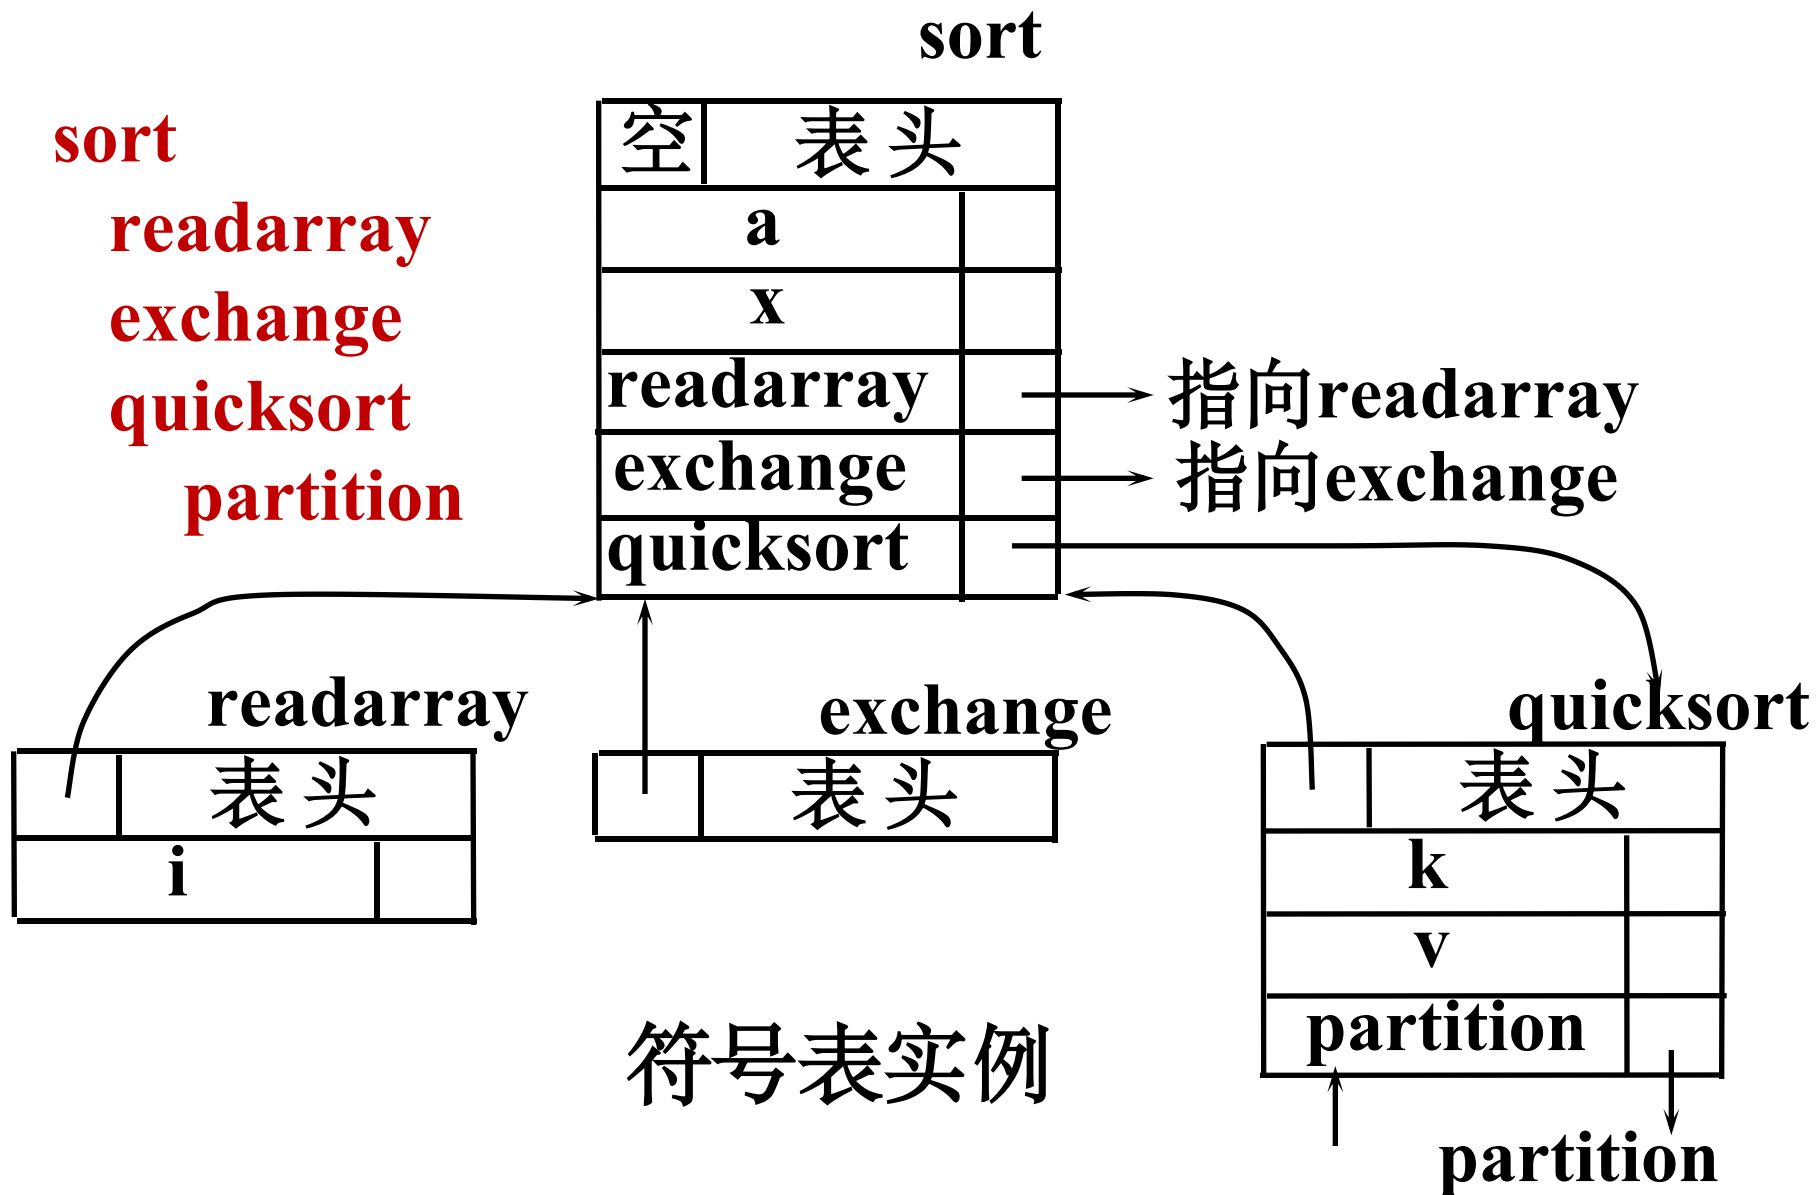 sort
sort
readarray
exchange
quicksort
partition
空 表 头
a
x
readarray
指向readarray
exchange
指向exchange
quicksort
readarray
表 头
i
exchange
表 头
quicksort
表 头
k
v
partition
partition
符号表实例